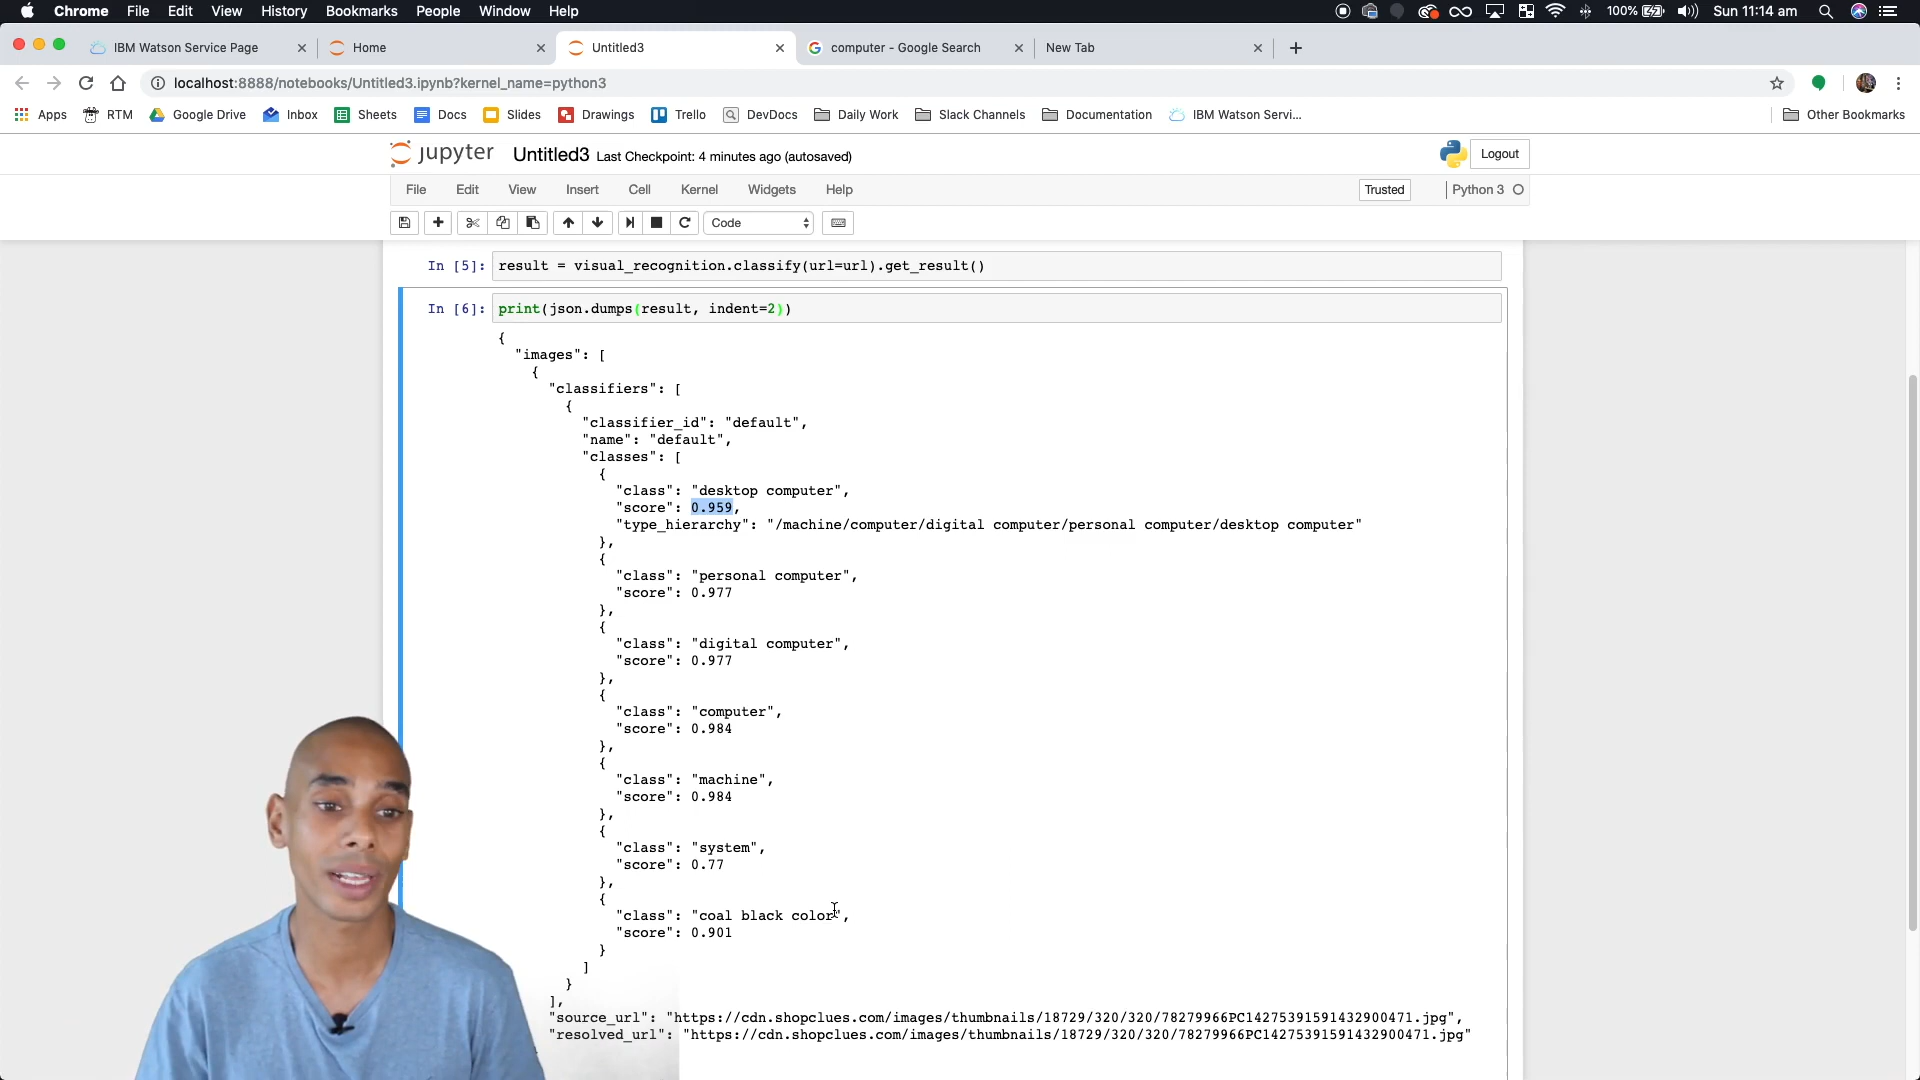 Chrome File Edit View History Bookmarks People Window Help 100% Sun 11:14 am
IBM Watson Service Page Home Untitled3 computer - Google Search New Tab
localhost:8888/notebooks/Untitled3.ipynb?kernel_name=python3
Apps RTM Google Drive Inbox Sheets Docs Slides Drawings Trello DevDocs Daily Work Slack Channels Documentation IBM Watson Servi... Other Bookmarks
jupyter Untitled3 Last Checkpoint: 4 minutes ago (autosaved) Logout
File Edit View Insert Cell Kernel Widgets Help Trusted Python 3
Code
In [5]: result = visual_recognition.classify(url=url).get_result()
In [6]: print(json.dumps(result, indent=2))
{
"images": [
{
"classifiers": [
{
"classifier_id": "default",
"name": "default",
"classes": [
{
"class": "desktop computer",
"score": 0.959,
"type_hierarchy": "/machine/computer/digital computer/personal computer/desktop computer"
},
{
"class": "personal computer",
"score": 0.977
},
{
"class": "digital computer",
"score": 0.977
},
{
"class": "computer",
"score": 0.984
},
{
"class": "machine",
"score": 0.984
},
{
"class": "system",
"score": 0.77
},
{
"class": "coal black color",
"score": 0.901
}
]
}
],
"source_url": "https://cdn.shopclues.com/images/thumbnails/18729/320/320/78279966PC14275391591432900471.jpg",
"resolved_url": "https://cdn.shopclues.com/images/thumbnails/18729/320/320/78279966PC14275391591432900471.jpg"